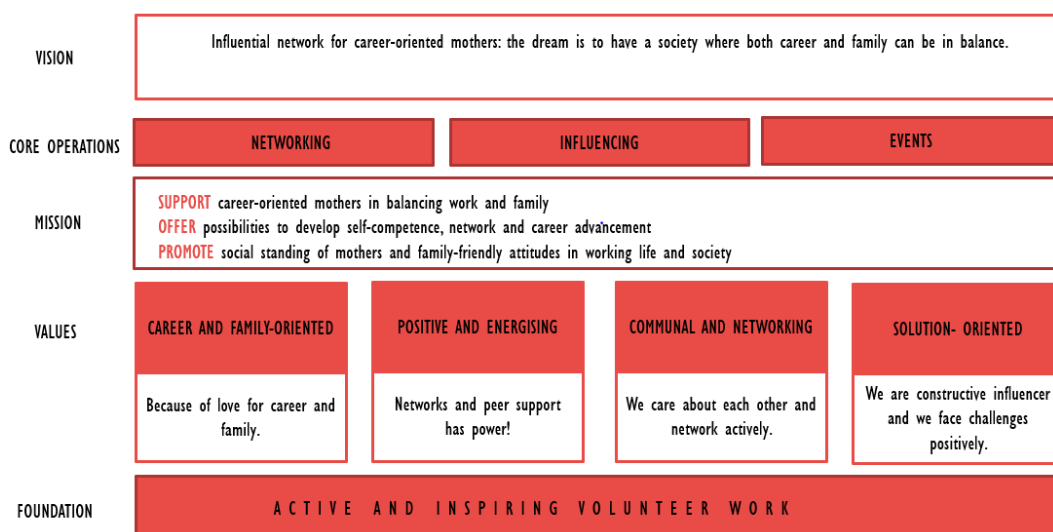 VISION
Influential network for career-oriented mothers: the dream is to have a society where both career and family can be in balance.
CORE OPERATIONS
NETWORKING
INFLUENCING
EVENTS
MISSION
SUPPORT career-oriented mothers in balancing work and family
OFFER possibilities to develop self-competence, network and career advancement
PROMOTE social standing of mothers and family-friendly attitudes in working life and society
VALUES
CAREER AND FAMILY-ORIENTED
Because of love for career and
family.
POSITIVE AND ENERGISING
Networks and peer support
has power!
COMMUNAL AND NETWORKING
We care about each other and
network actively.
SOLUTION- ORIENTED
We are constructive influencer
and we face challenges
positively.
FOUNDATION
ACTIVE AND INSPIRING VOLUNTEER WORK